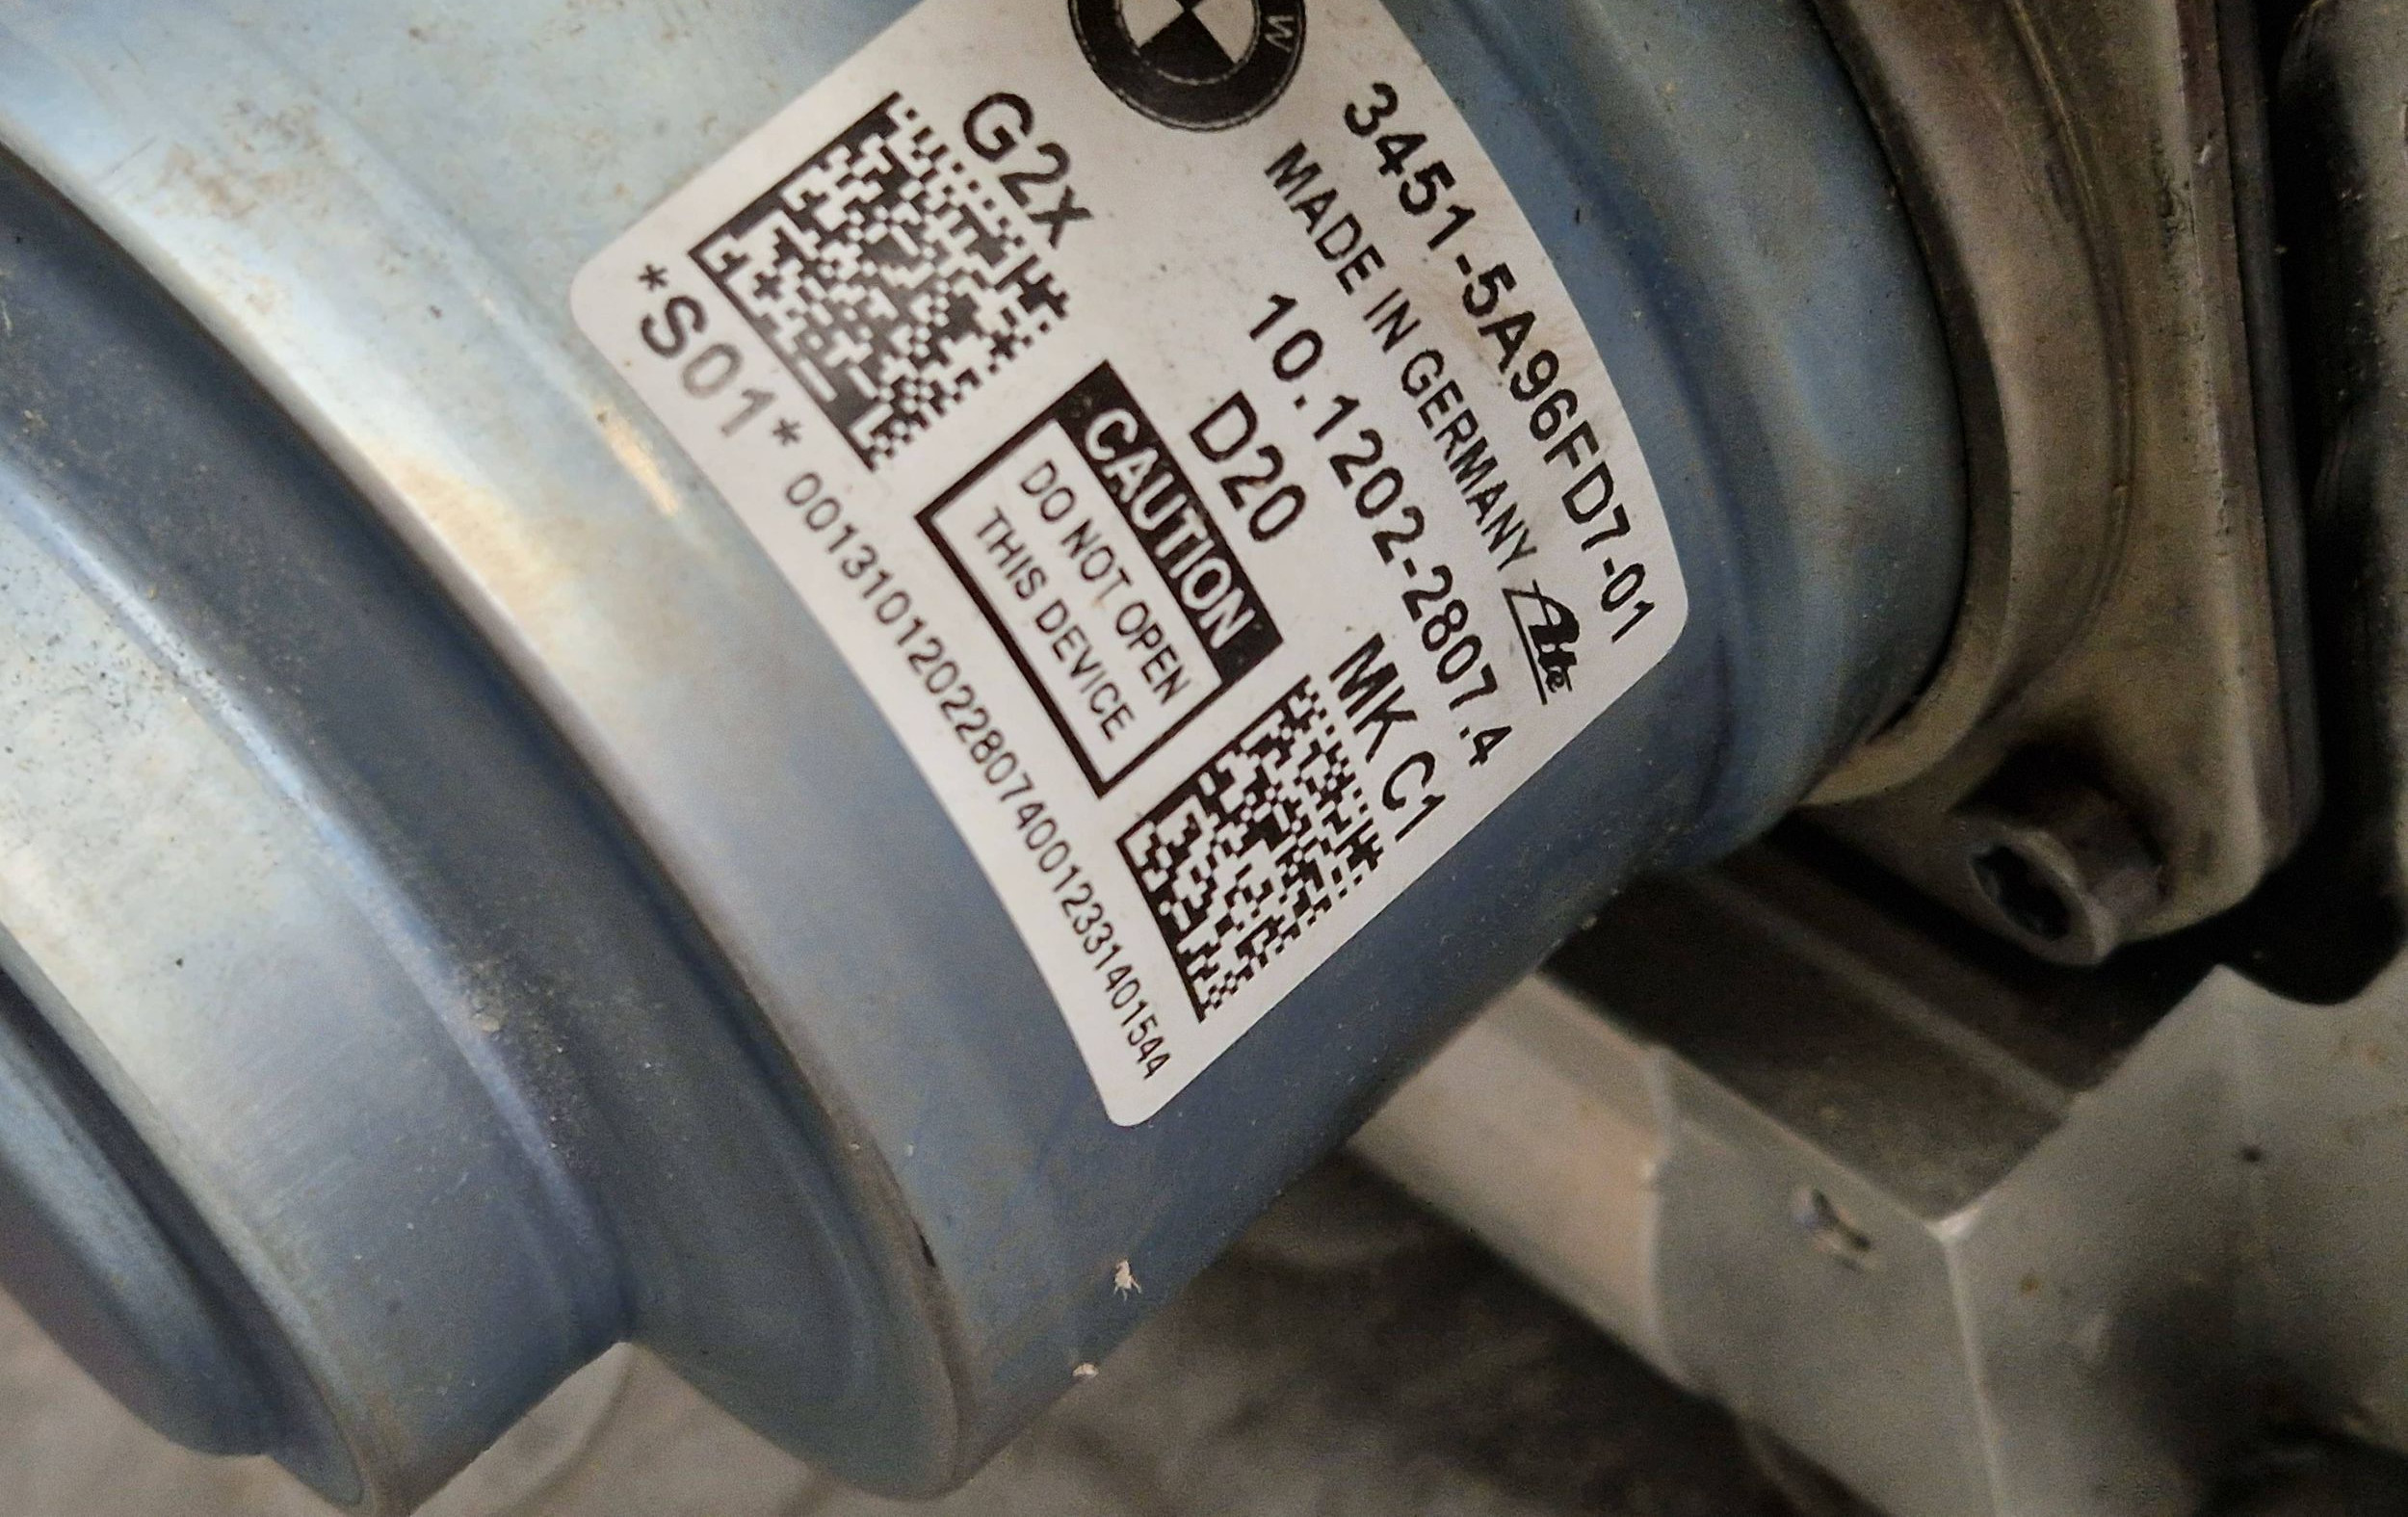 W
3451-5A96FD7-01
MADE IN GERMANY Ate
10.1202-2807.4
G2x
D20
MK C1
CAUTION
DO NOT OPEN
THIS DEVICE
*S01*
0013101202280740012331401544